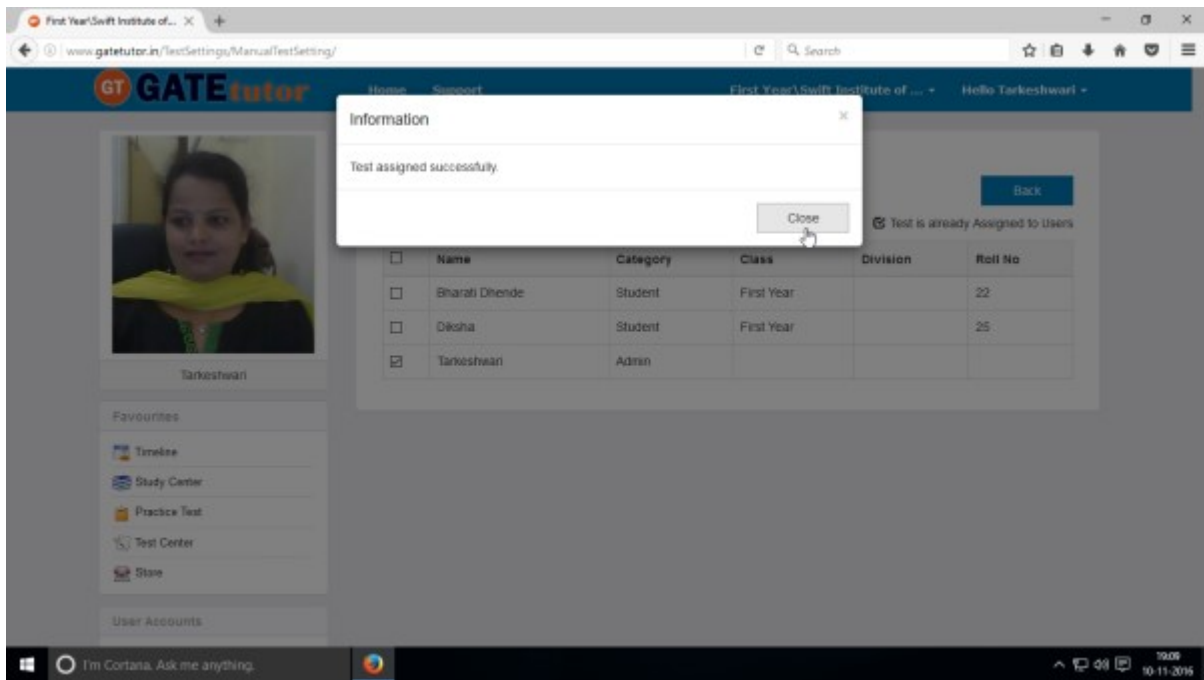 First Year\Swift Institute of...
www.gatetutor.in/TestSettings/ManualTestSetting/
Search
GT GATEtutor
Home Support First Year\Swift Institute of ... Hello Tarkeshwari
Information
Test assigned successfully.
Close
Back
Test is already Assigned to Users
Name Category Class Division Roll No
Bharati Dhende Student First Year 22
Diksha Student First Year 25
Tarkeshwari Admin
Tarkeshwari
Favourites
Timeline
Study Center
Practice Test
Test Center
Store
User Accounts
I'm Cortana. Ask me anything.
19:09
10-11-2016